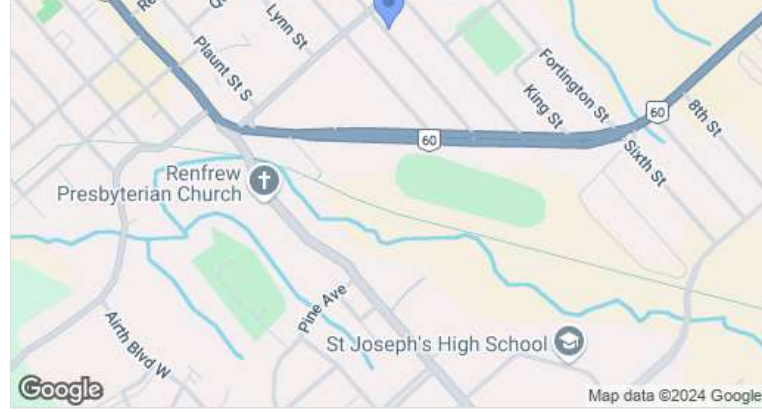 Lynn St
Plaunt St S
Fortington St
King St
60
8th St
60
Sixth St
Renfrew
Presbyterian Church
Pine Ave
Airth Blvd W
St Joseph's High School
Google
Map data ©2024 Google